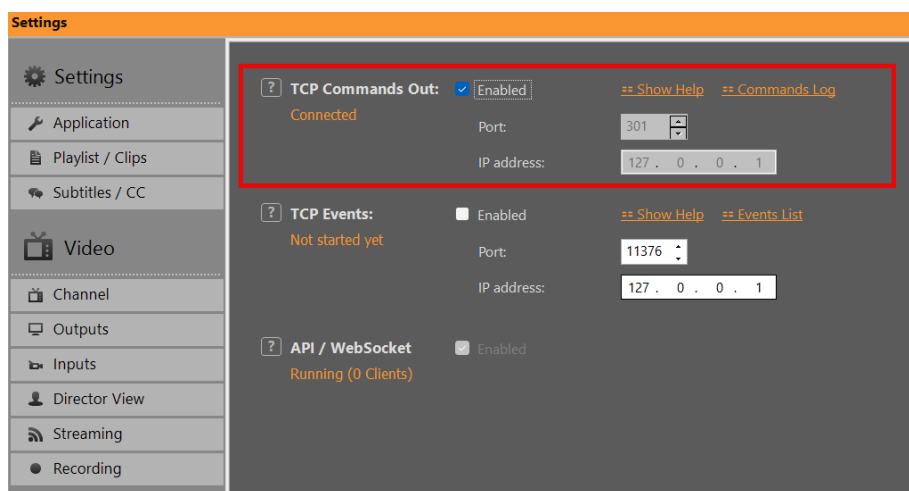 Settings
Settings
Application
Playlist / Clips
Subtitles / CC
Video
Channel
Outputs
Inputs
Director View
Streaming
Recording
? TCP Commands Out: Enabled :: Show Help :: Commands Log
Connected
Port: 301
IP address: 127 . 0 . 0 . 1
? TCP Events: Enabled :: Show Help :: Events List
Not started yet
Port: 11376
IP address: 127 . 0 . 0 . 1
? API / WebSocket Enabled
Running (0 Clients)